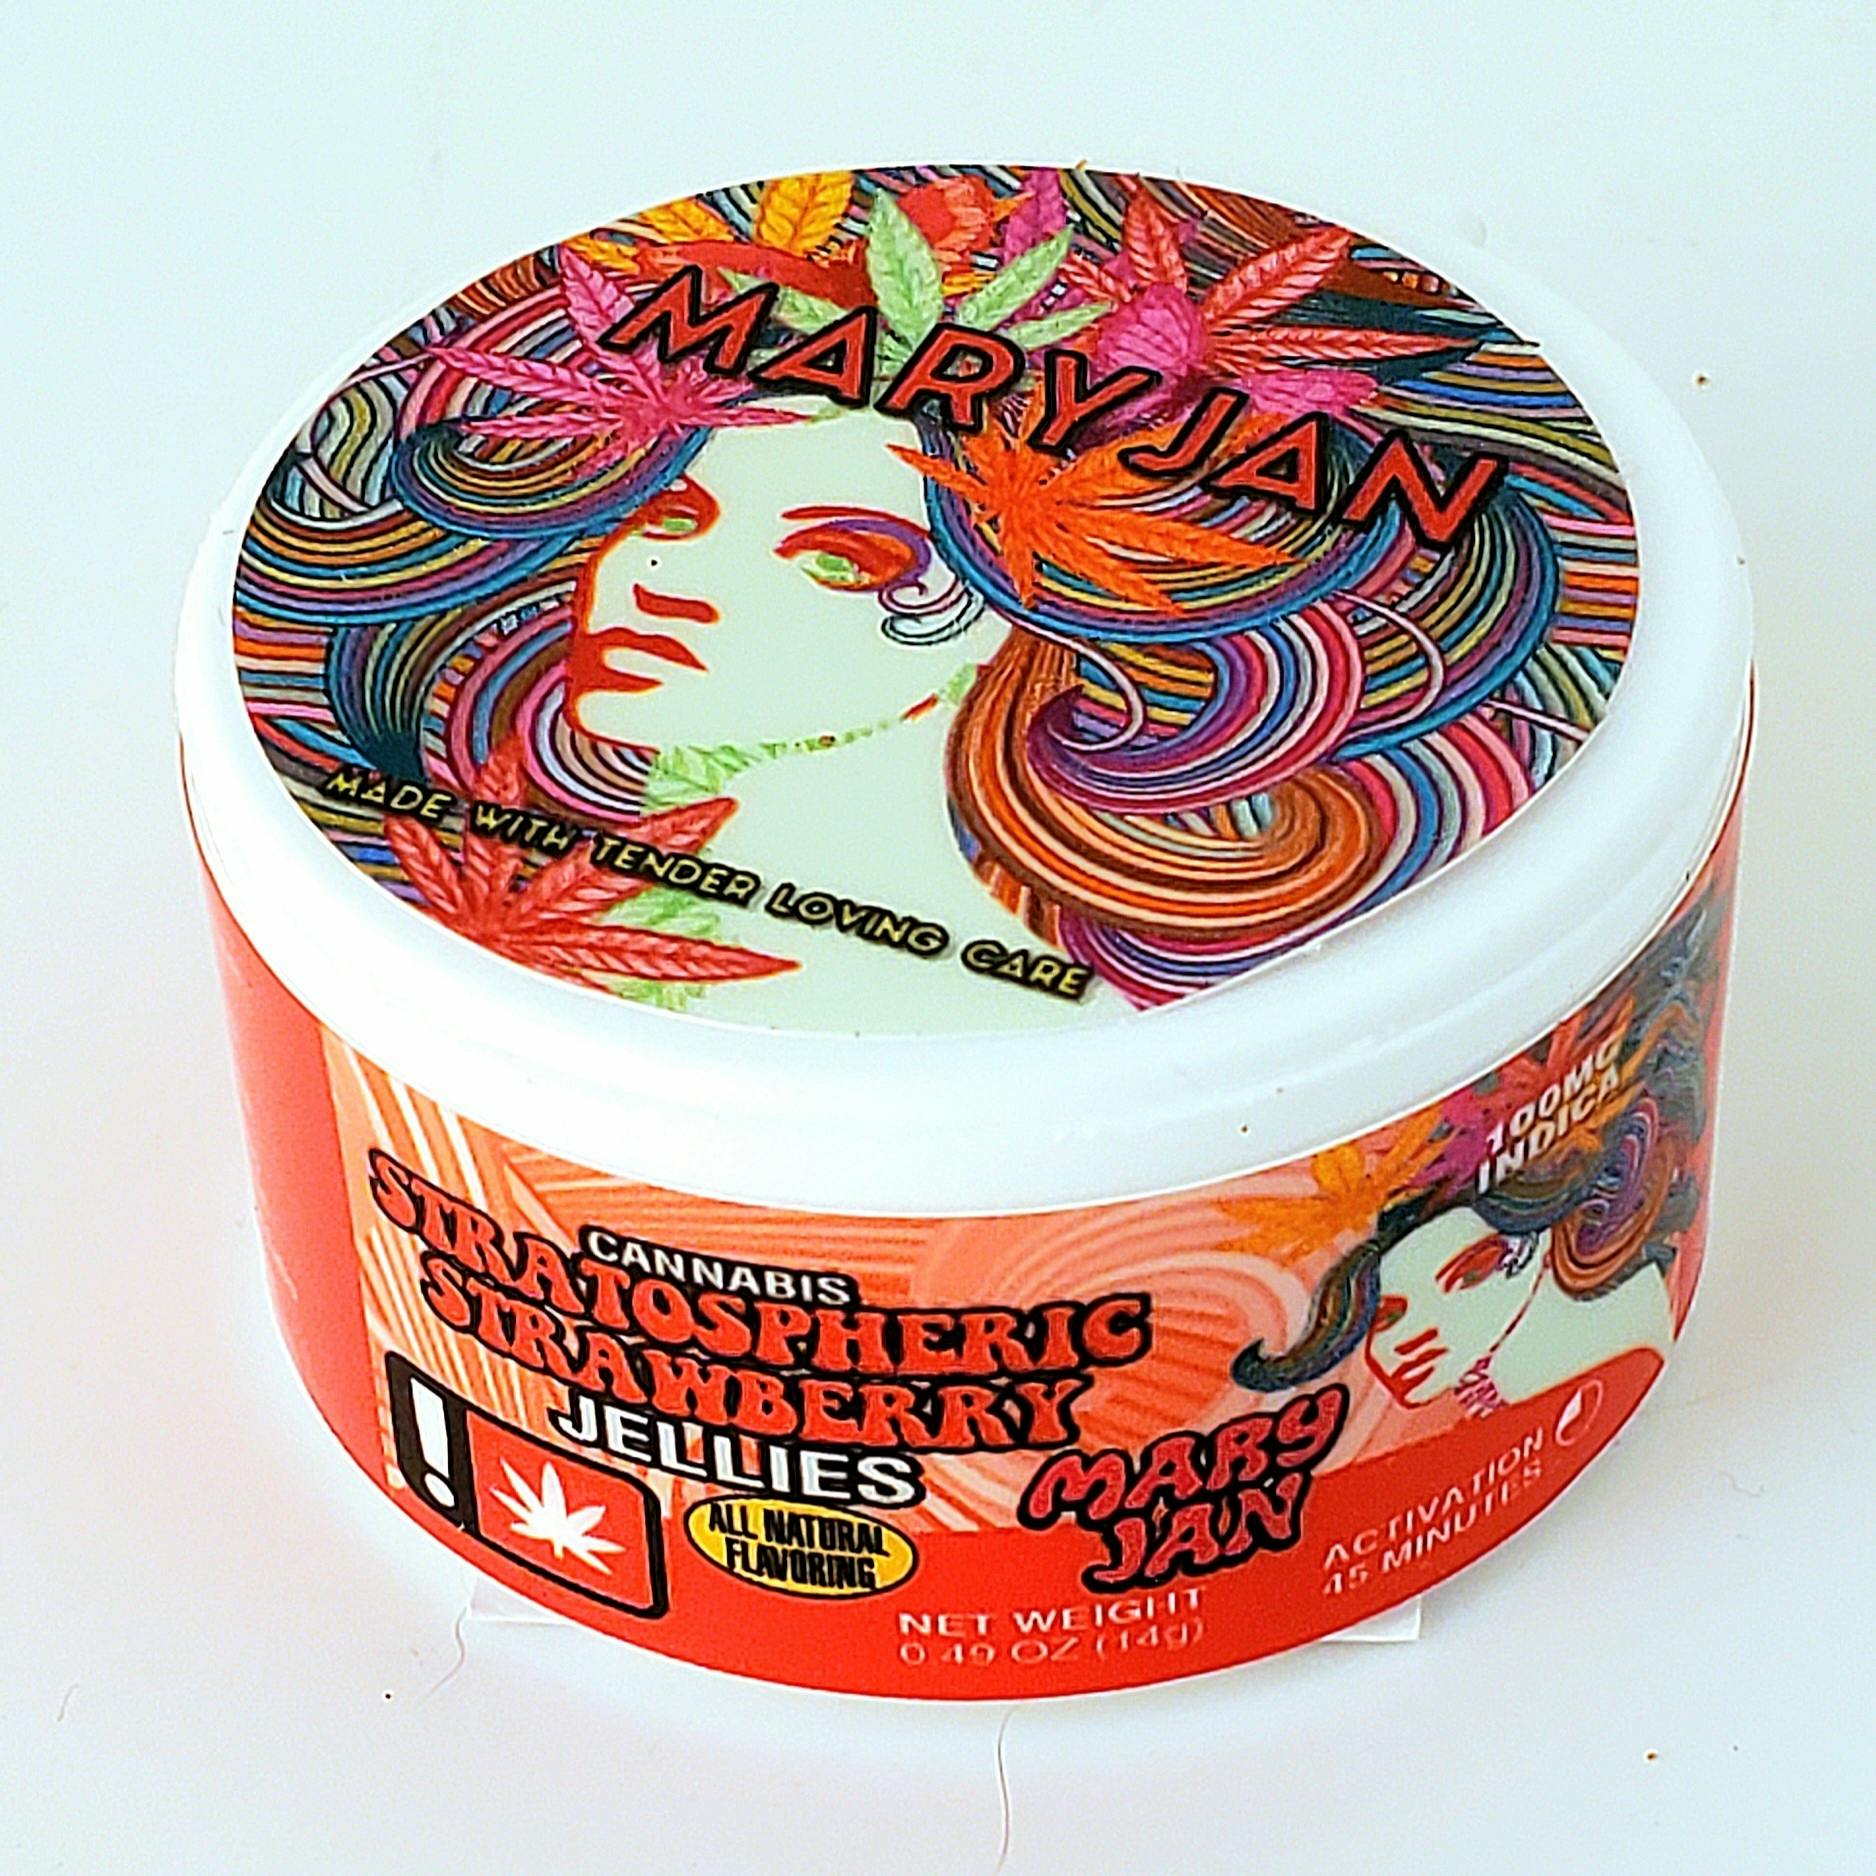 MARYJAN
MADE WITH TENDER LOVING CARE
100MG
INDICA
CANNABIS
STRATOSPHERIC
STRAWBERRY
JELLIES
!
ALL NATURAL
FLAVORING
MARY
JAN
NET WEIGHT
0.49 OZ (14g)
ACTIVATION
45 MINUTES